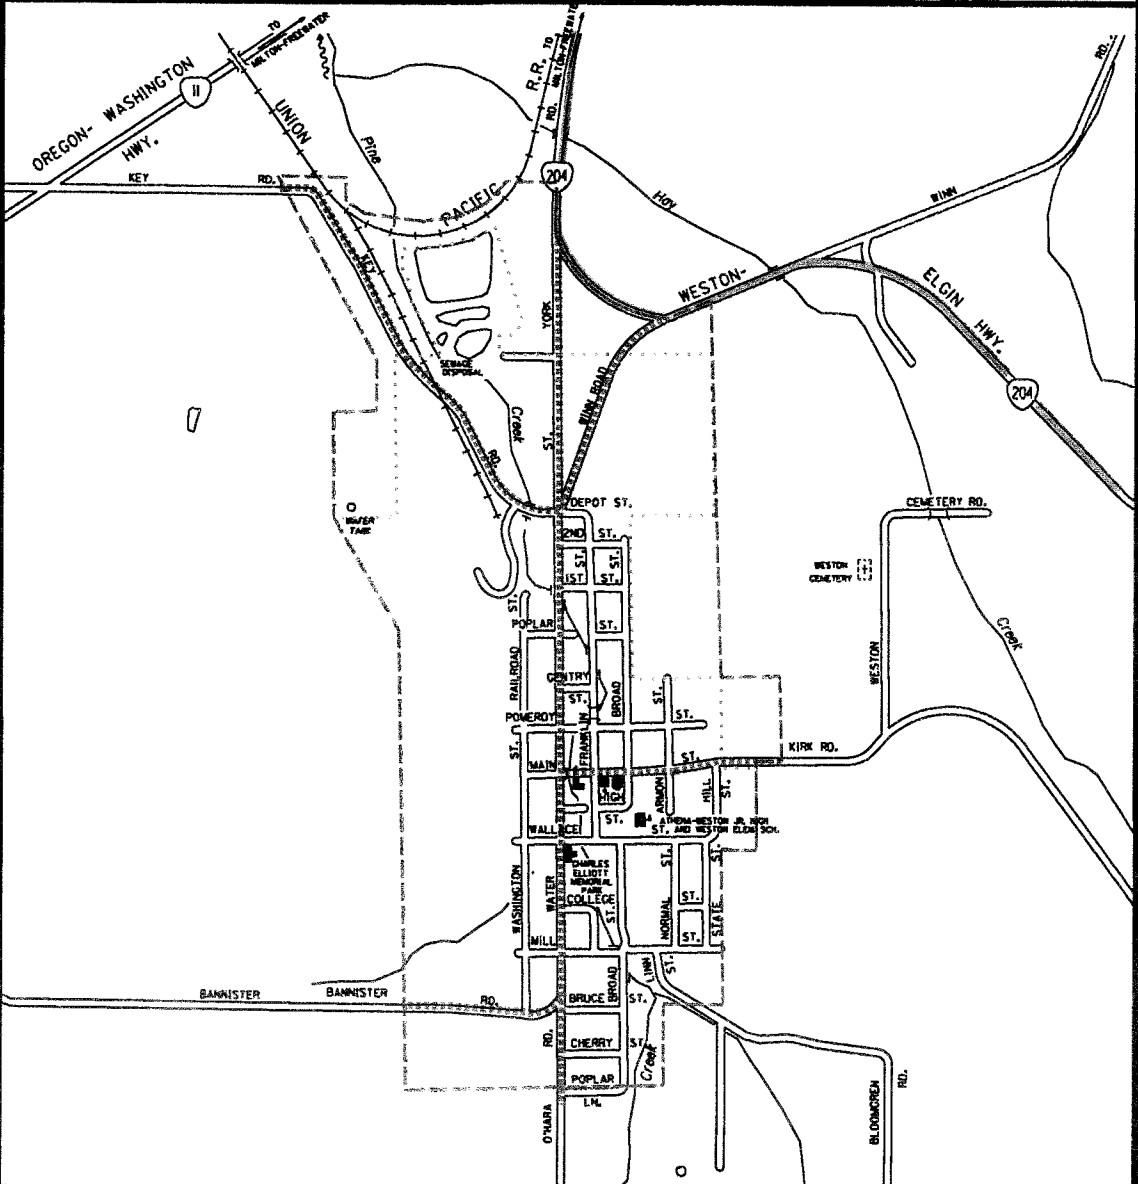 TO
MILTON-FREEWATER
OREGON- WASHINGTON
11
HWY.
KEY
RD.
UNION
PACIFIC
R.R.
TO
MILTON-FREEWATER
RD.
204
Pine
Hay
WINN
RD.
KEY
WESTON-
ELGIN
HWY.
204
YORK
ST.
SEWAGE
DISPOSAL
WINN ROAD
Creek
RD.
WATER
TANK
DEPOT ST.
CEMETERY RD.
2ND ST.
ST.
ST.
1ST. ST.
WESTON
CEMETERY
ST.
POPLAR ST.
Creek
RAILROAD
GENTRY
ST.
BROAD
ST.
WESTON
POMEROY ST.
FRANKLIN
ST.
MAIN ST.
KIRK RD.
HIGH
ST.
ARMON
HILL
ST.
ATHENA-WESTON JR. HIGH
AND WESTON ELEM. SCH.
WALLACE ST.
ST.
ST.
CHARLES
ELLIOTT
MEMORIAL
PARK
WASHINGTON
WATER
COLLEGE
ST.
ST.
NORMAL
STATE
MILL ST.
LINN
ST.
BANNISTER
BANNISTER
RD.
BRUCE ST.
BROAD
RD.
CHERRY ST.
Creek
POPLAR
LN.
O'HARA
BLOOMGREN
RD.